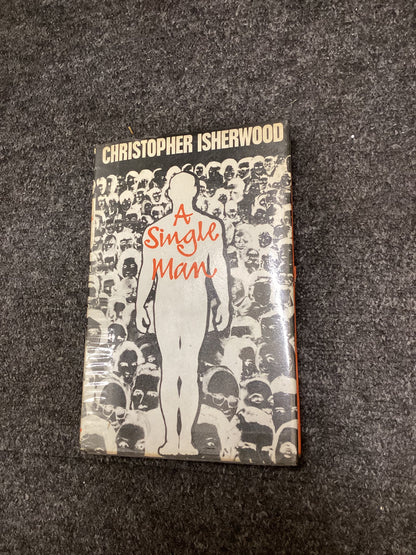 CHRISTOPHER ISHERWOOD
A
Single
Man